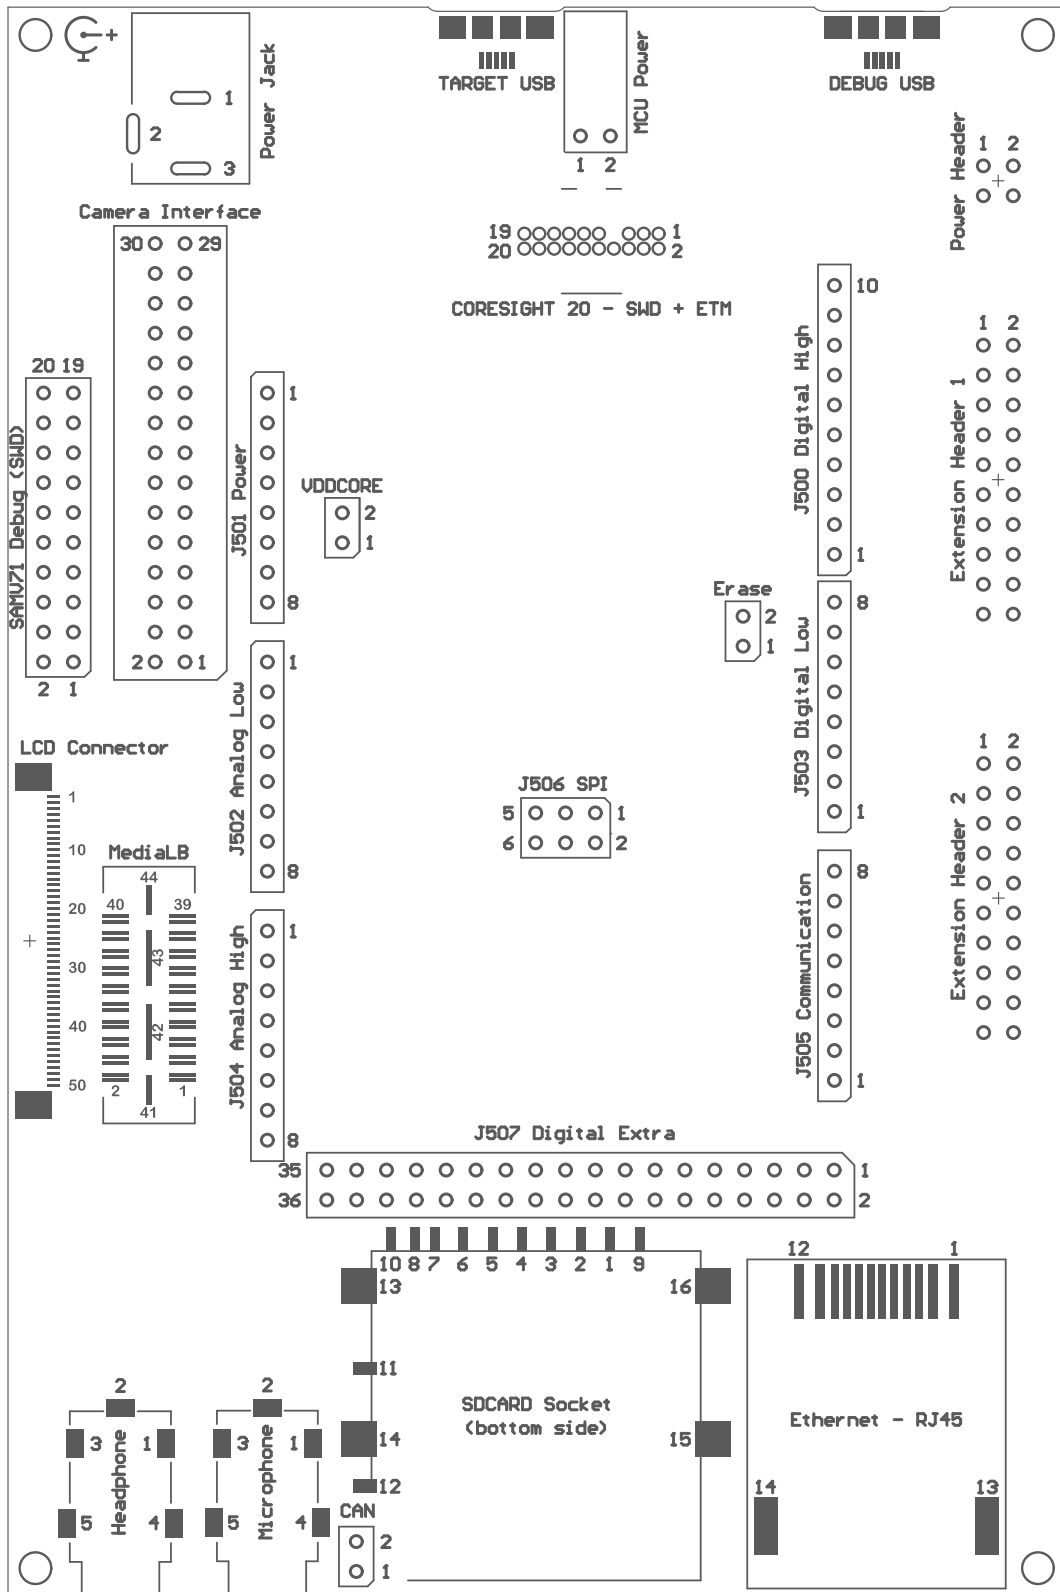 +
Power Jack
1
2
3
TARGET USB
MCU Power
1 2
DEBUG USB
Power Header
1 2
Camera Interface
30 29
2 1
19 1
20 2
CORESIGHT 20 - SWD + ETM
J500 Digital High
10
1
Extension Header 1
1 2
20 19
SAMV71 Debug (SWD)
2 1
J501 Power
1
8
VDDCORE
2
1
Erase
2
1
J503 Digital Low
8
1
J502 Analog Low
1
8
LCD Connector
1
10
20
30
40
50
MediaLB
44
40 39
43
42
2 1
41
J506 SPI
5 1
6 2
Extension Header 2
1 2
J505 Communication
8
1
J504 Analog High
1
8
J507 Digital Extra
35 1
36 2
10 8 7 6 5 4 3 2 1 9
13 16
11
SDCARD Socket
(bottom side)
14 15
12
12 1
Ethernet - RJ45
14 13
2
3 1
Headphone
5 4
2
3 1
Microphone
5 4
CAN
2
1